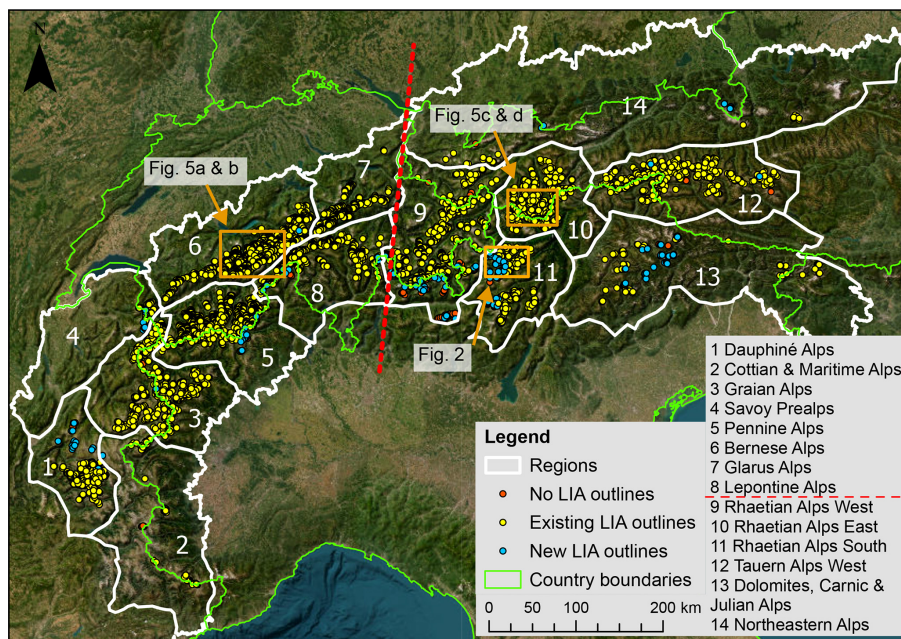 N
14
Fig. 5c & d
7
Fig. 5a & b
9
12
10
6
11
13
8
4
Fig. 2
5
3
1
2
1 Dauphiné Alps
2 Cottian & Maritime Alps
3 Graian Alps
4 Savoy Prealps
5 Pennine Alps
6 Bernese Alps
7 Glarus Alps
8 Lepontine Alps
9 Rhaetian Alps West
10 Rhaetian Alps East
11 Rhaetian Alps South
12 Tauern Alps West
13 Dolomites, Carnic &
Julian Alps
14 Northeastern Alps
Legend
Regions
No LIA outlines
Existing LIA outlines
New LIA outlines
Country boundaries
0 50 100 200 km